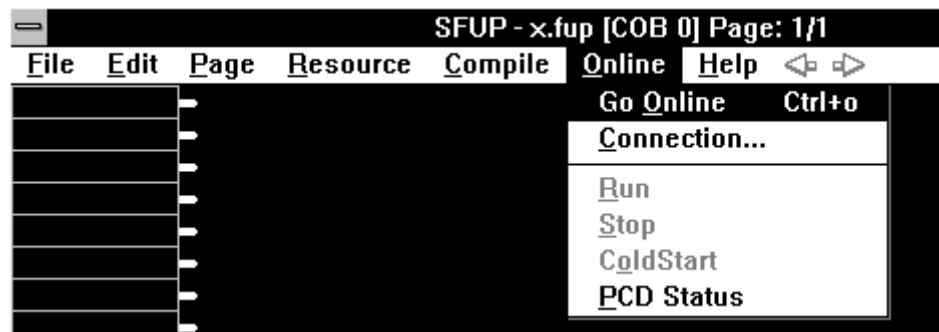 SFUP - x.fup [COB 0] Page: 1/1
File Edit Page Resource Compile Online Help
Go Online Ctrl+o
Connection...
Run
Stop
ColdStart
PCD Status